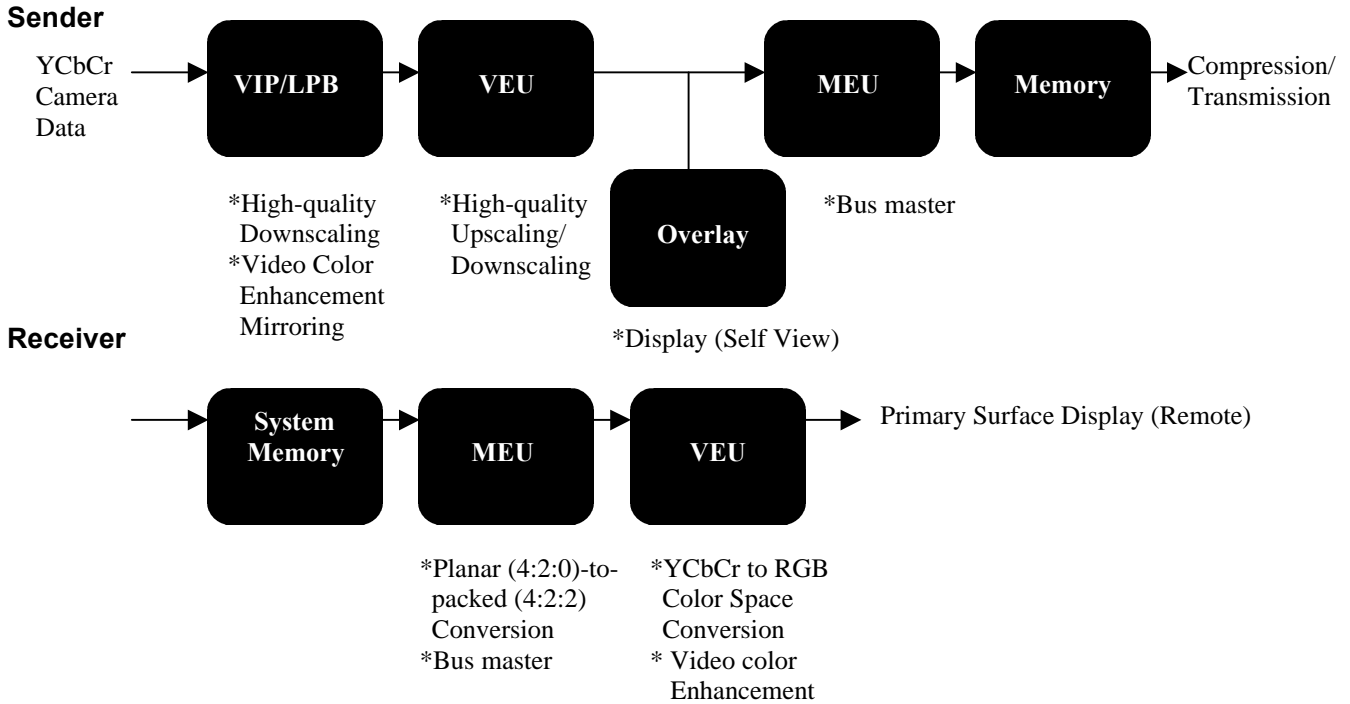 Sender
YCbCr
Camera
Data
VIP/LPB
VEU
MEU
Memory
Compression/
Transmission
*High-quality
Downscaling
*Video Color
Enhancement
Mirroring
*High-quality
Upscaling/
Downscaling
Overlay
*Bus master
*Display (Self View)
Receiver
System
Memory
MEU
VEU
Primary Surface Display (Remote)
*Planar (4:2:0)-to-
packed (4:2:2)
Conversion
*Bus master
*YCbCr to RGB
Color Space
Conversion
* Video color
Enhancement